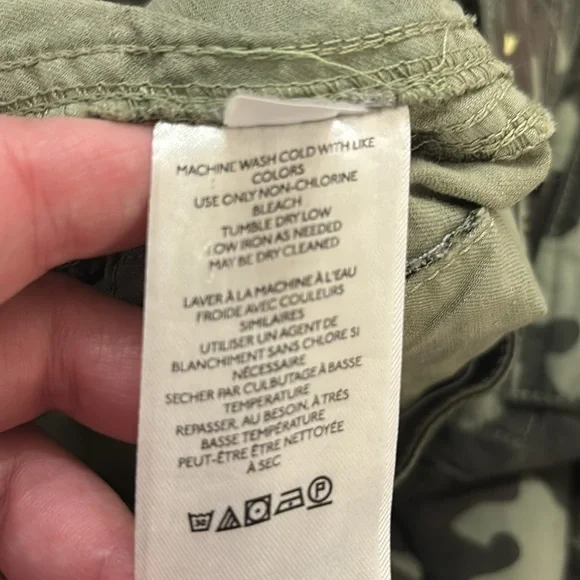 MACHINE WASH COLD WITH LIKE
COLORS
USE ONLY NON-CHLORINE
BLEACH
TUMBLE DRY LOW
LOW IRON AS NEEDED
MAY BE DRY CLEANED
LAVER À LA MACHINE À L'EAU
FROIDE AVEC COULEURS
SIMILAIRES
UTILISER UN AGENT DE
BLANCHIMENT SANS CHLORE SI
NÉCESSAIRE
SECHER PAR CULBUTAGE À BASSE
TEMPERATURE
REPASSER, AU BESOIN, À TRÉS
BASSE TEMPÉRATURE
PEUT-ÊTRE ÊTRE NETTOYÉE
À SEC
30 P